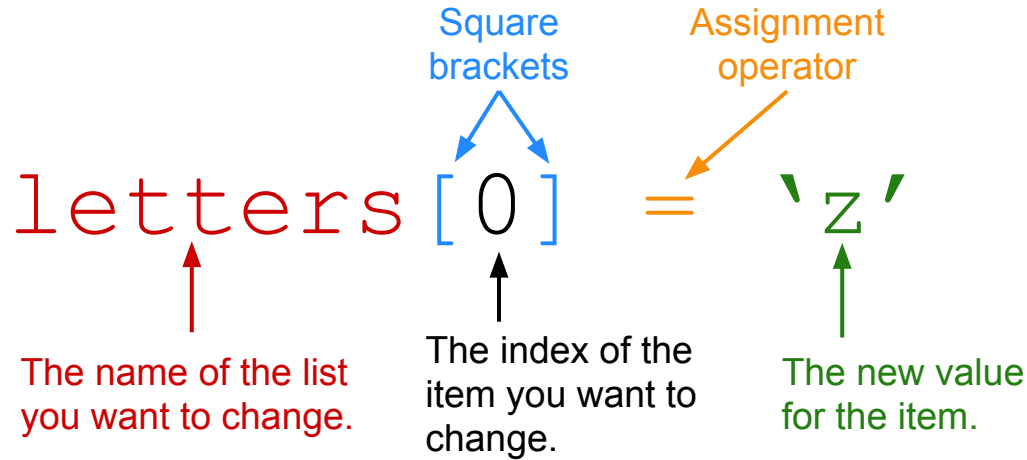 Square
brackets
Assignment
operator
letters[0] = ‘z’
The name of the list
you want to change.
The index of the
item you want to
change.
The new value
for the item.